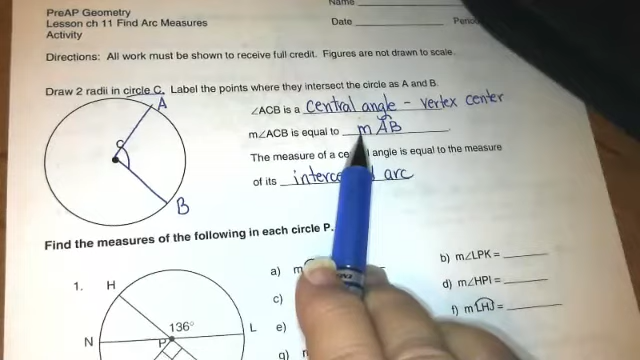 Name
PreAP Geometry
Lesson ch 11 Find Arc Measures
Date
Activity
Directions: All work must be shown to receive full credit. Figures are not drawn to scale.
Draw 2 radii in circle C. Label the points where they intersect the circle as A and B.
A
∠ACB is a central angle - vertex center
C
m∠ACB is equal to mAB
The measure of a angle is equal to the measure
of its arc
B
Find the measures of the following in each circle P.
1. H
a) m
b) m∠LPK =
136°
c)
d) m∠HPI =
N P L
e)
f) mLHJ =
g)